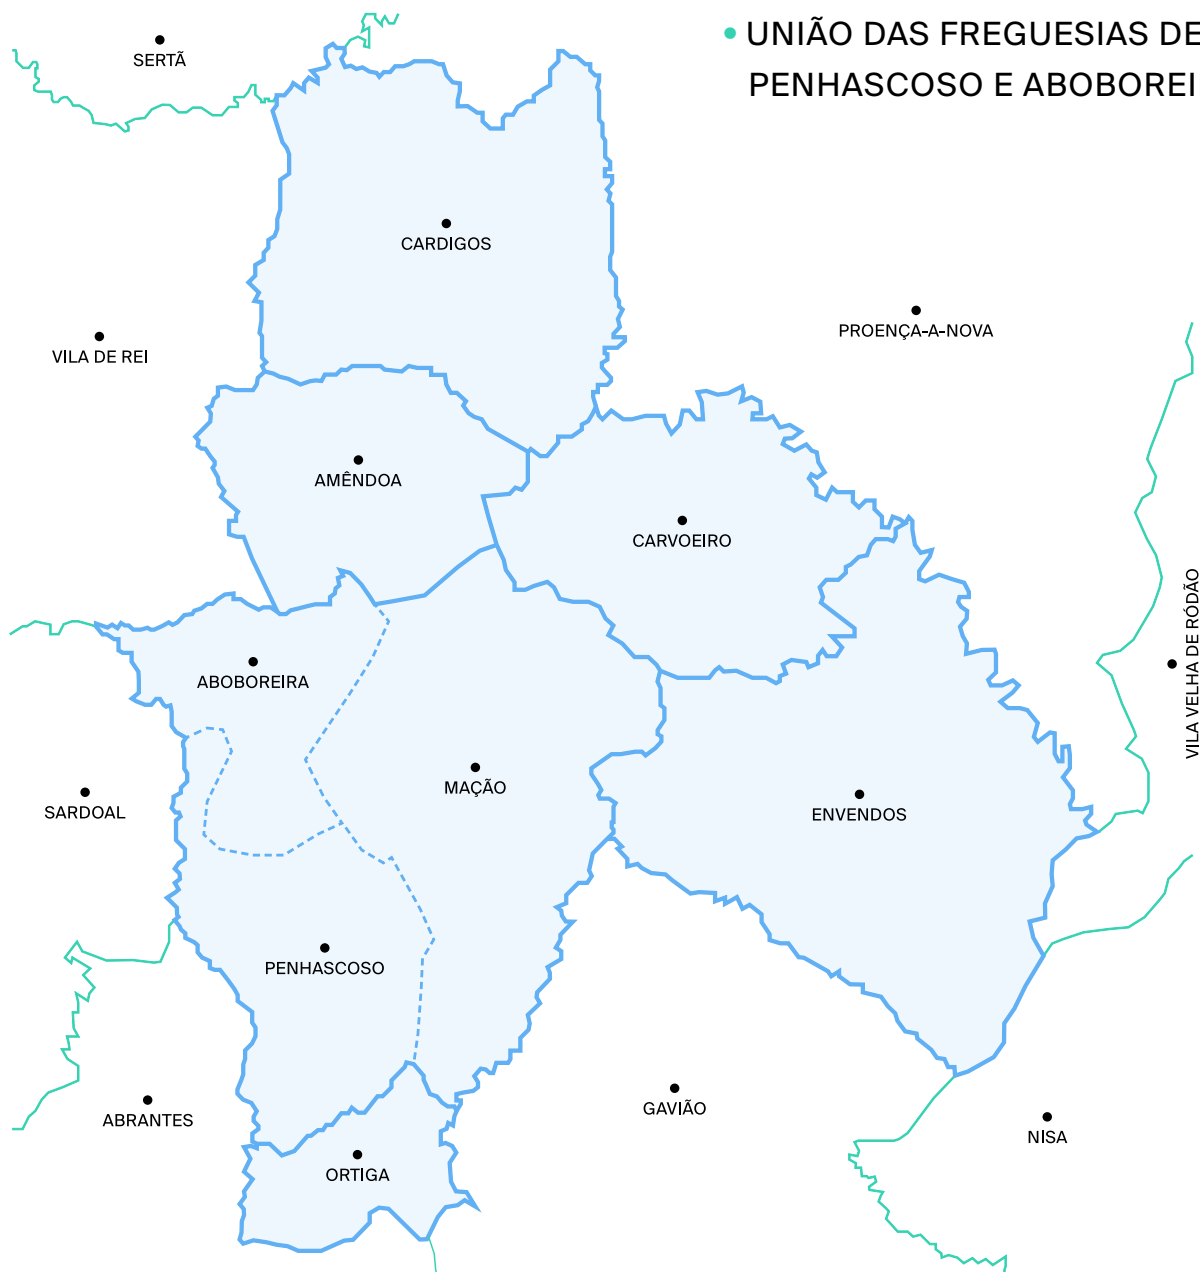 • UNIÃO DAS FREGUESIAS DE
PENHASCOSO E ABOBOREI
SERTÃ
CARDIGOS
PROENÇA-A-NOVA
VILA DE REI
AMÊNDOA
CARVOEIRO
VILA VELHA DE RÓDÃO
ABOBOREIRA
MAÇÃO
SARDOAL
ENVENDOS
PENHASCOSO
ABRANTES
GAVIÃO
NISA
ORTIGA